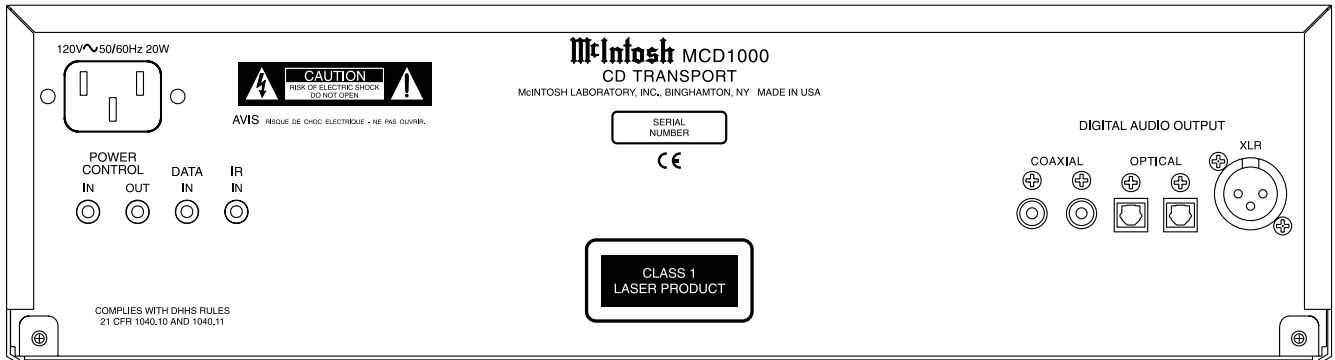 120V~50/60Hz 20W
CAUTION
RISK OF ELECTRIC SHOCK
DO NOT OPEN
AVIS RISQUE DE CHOC ELECTRIQUE - NE PAS OUVRIR.
McIntosh MCD1000
CD TRANSPORT
McINTOSH LABORATORY, INC., BINGHAMTON, NY MADE IN USA
SERIAL
NUMBER
CE
POWER
CONTROL
IN
OUT
DATA
IN
IR
IN
DIGITAL AUDIO OUTPUT
COAXIAL
OPTICAL
XLR
CLASS 1
LASER PRODUCT
COMPLIES WITH DHHS RULES
21 CFR 1040.10 AND 1040.11